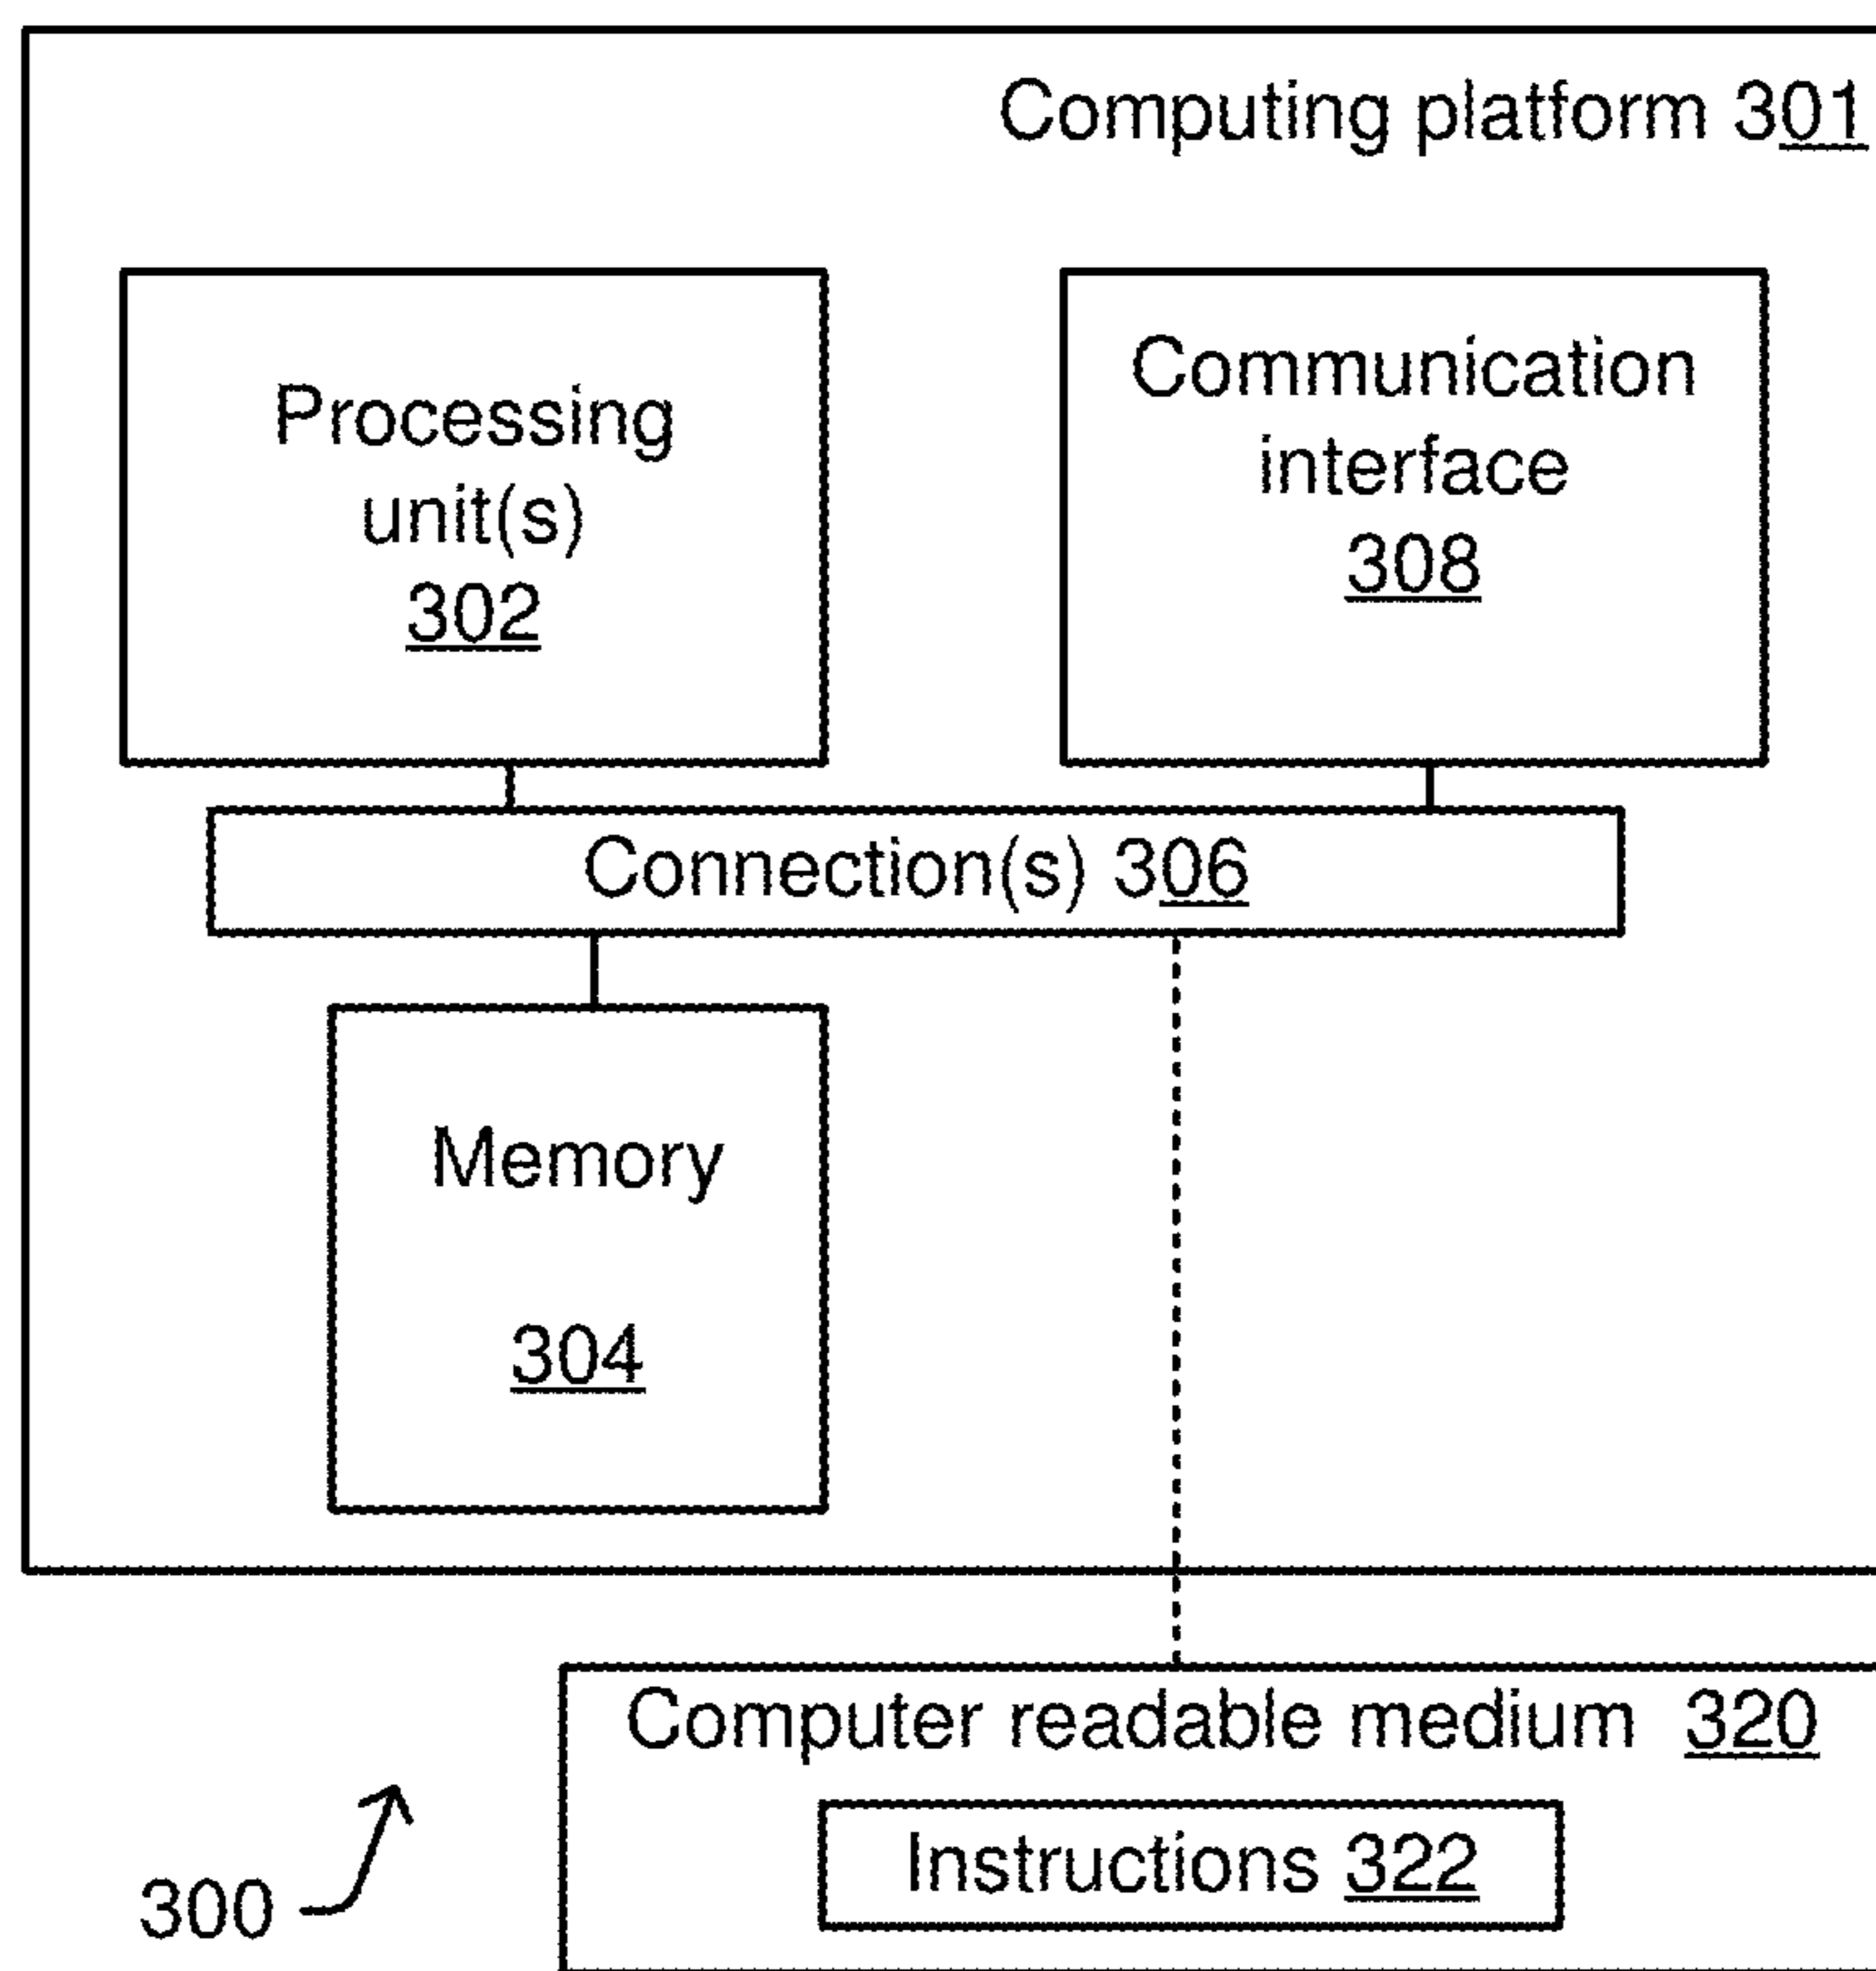 Computing platform 301
Processing
unit(s)
302
Communication
interface
308
Connection(s) 306
Memory
304
Computer readable medium 320
Instructions 322
300